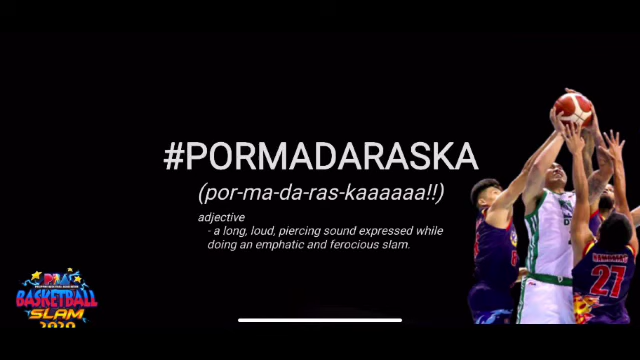 #PORMADARASKA
(por-ma-da-ras-kaaaaaa!!)
adjective
- a long, loud, piercing sound expressed while
doing an emphatic and ferocious slam.
27
BASKETBALL
SLAM
2020